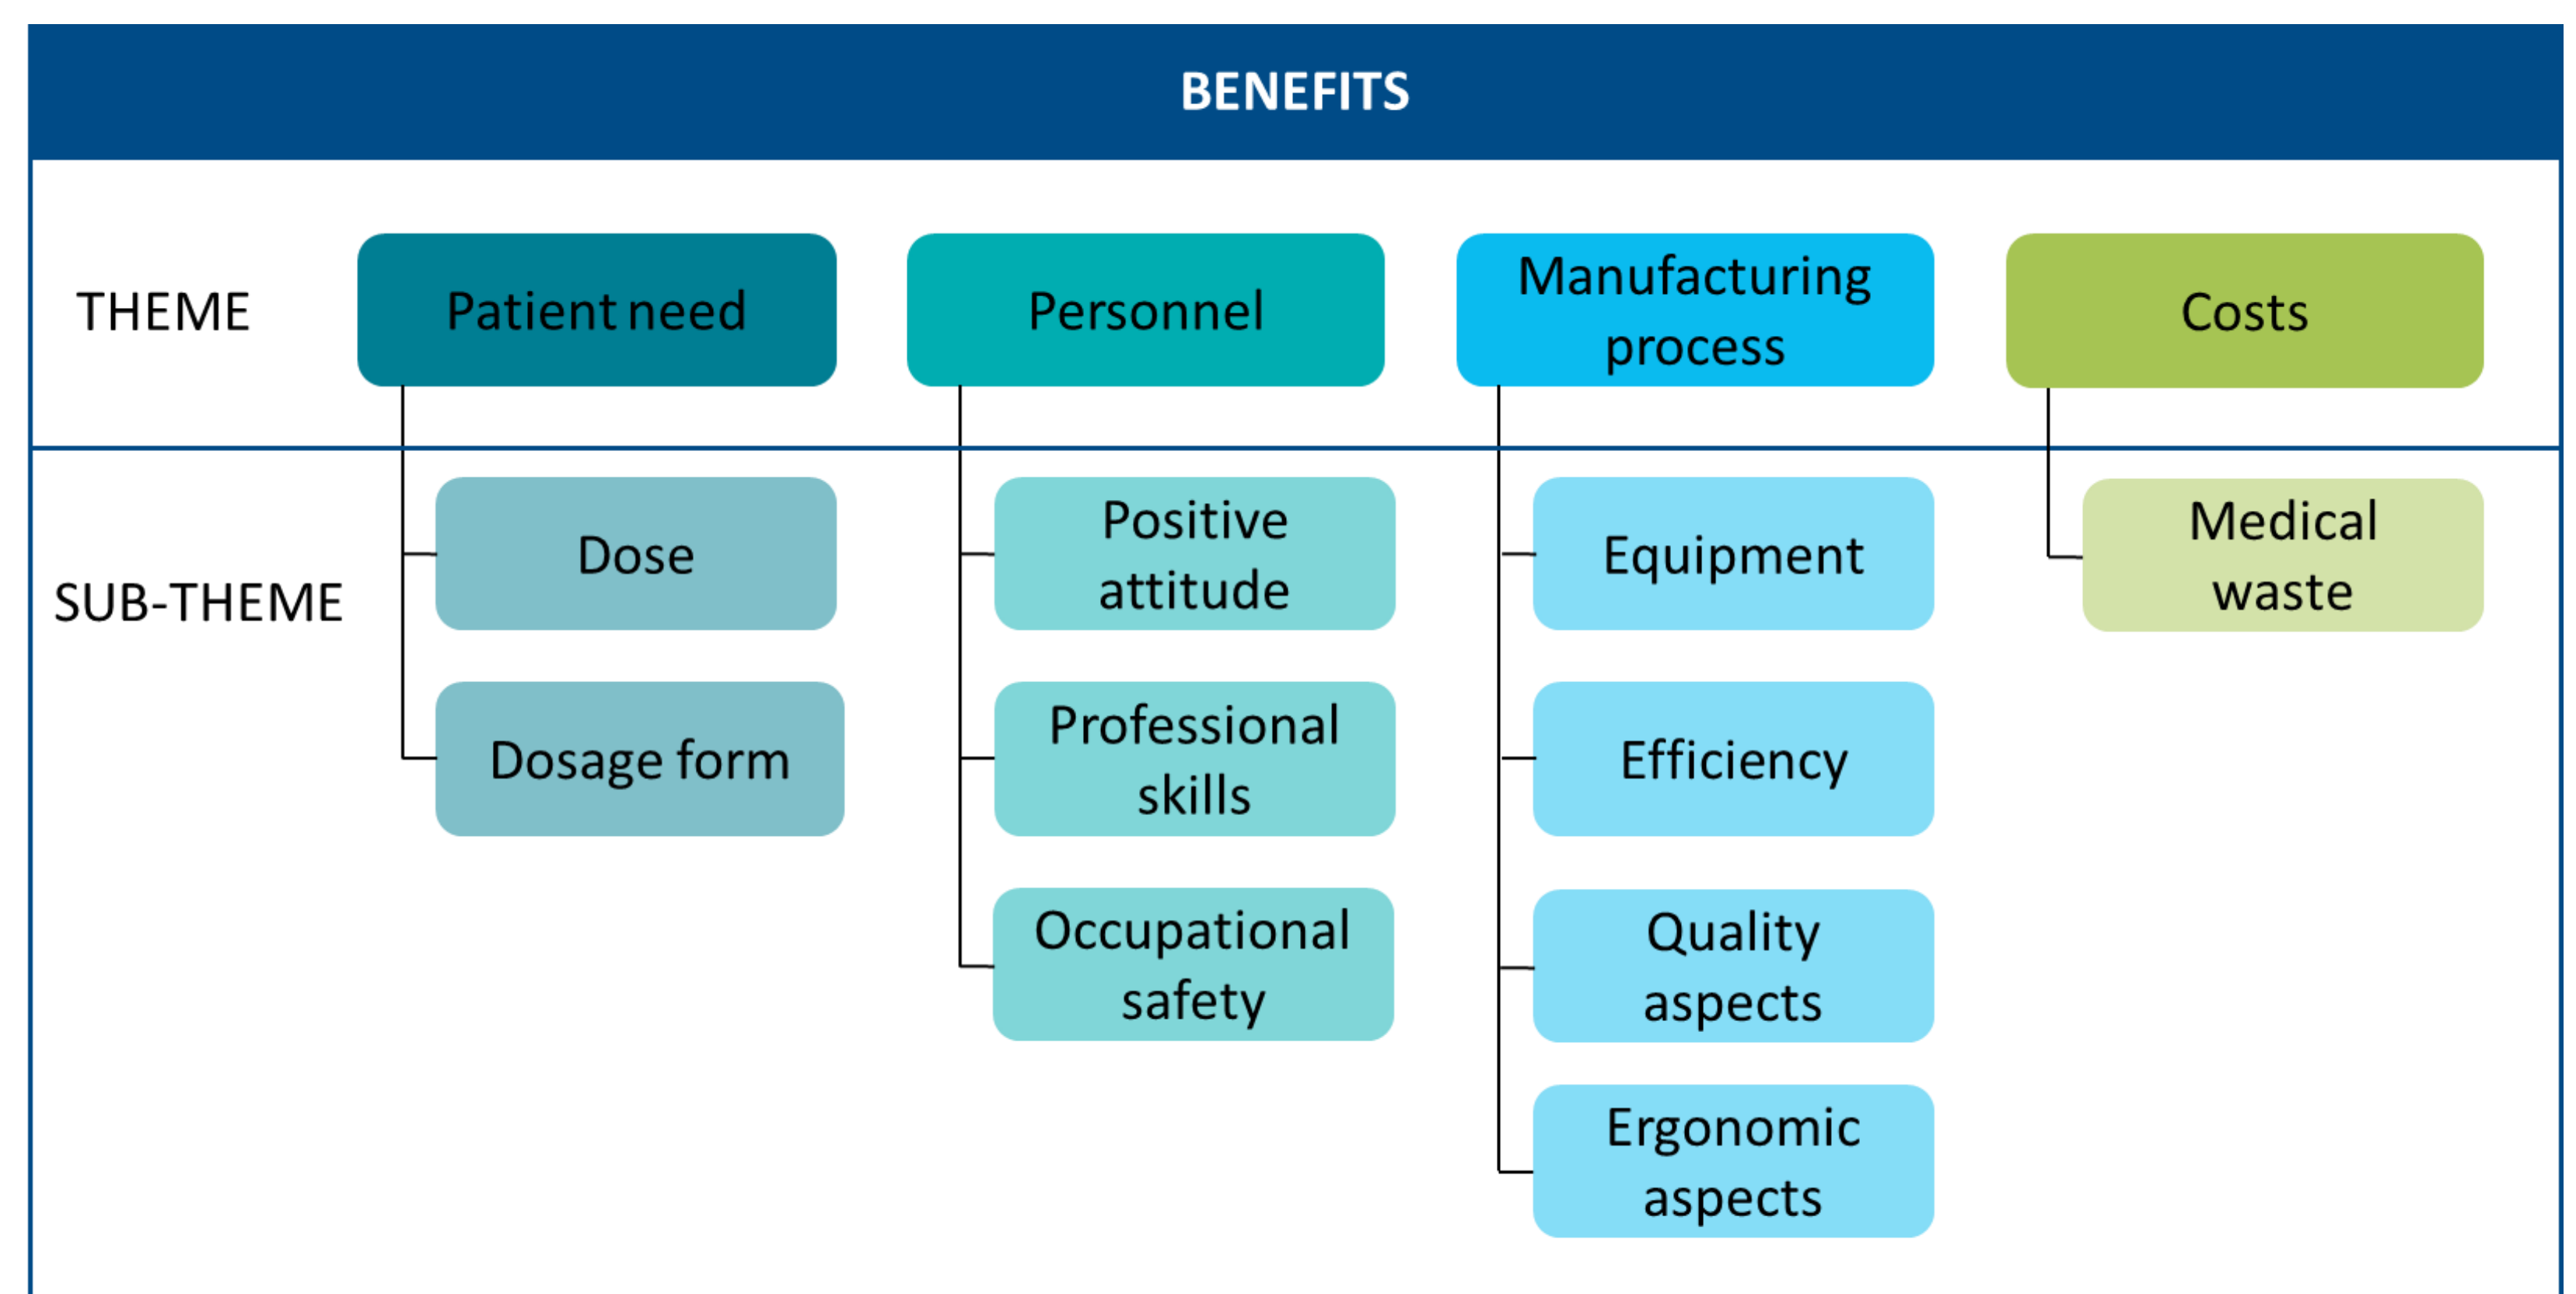 BENEFITS
THEME
Patient need
Personnel
Manufacturing
process
Costs
SUB-THEME
Dose
Dosage form
Positive
attitude
Professional
skills
Occupational
safety
Equipment
Efficiency
Quality
aspects
Ergonomic
aspects
Medical
waste